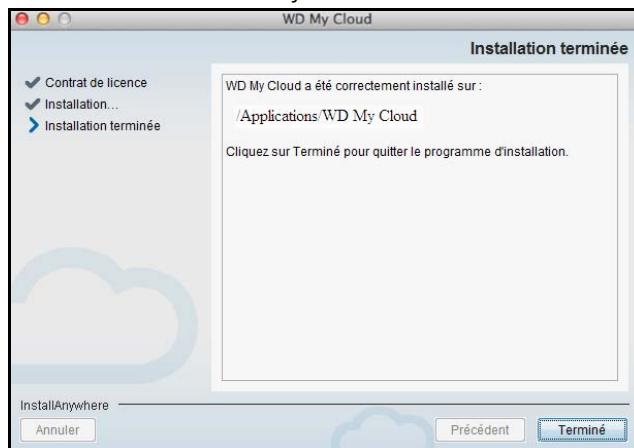 WD My Cloud
Installation terminée
Contrat de licence
Installation...
Installation terminée
WD My Cloud a été correctement installé sur :
/Applications/WD My Cloud
Cliquez sur Terminé pour quitter le programme d'installation.
InstallAnywhere
Annuler
Précédent
Terminé